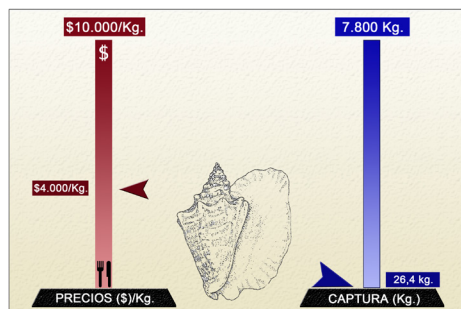 $10.000/Kg.
$
$4.000/Kg.
PRECIOS ($)/Kg.
7.800 Kg.
26,4 kg.
CAPTURA (Kg.)